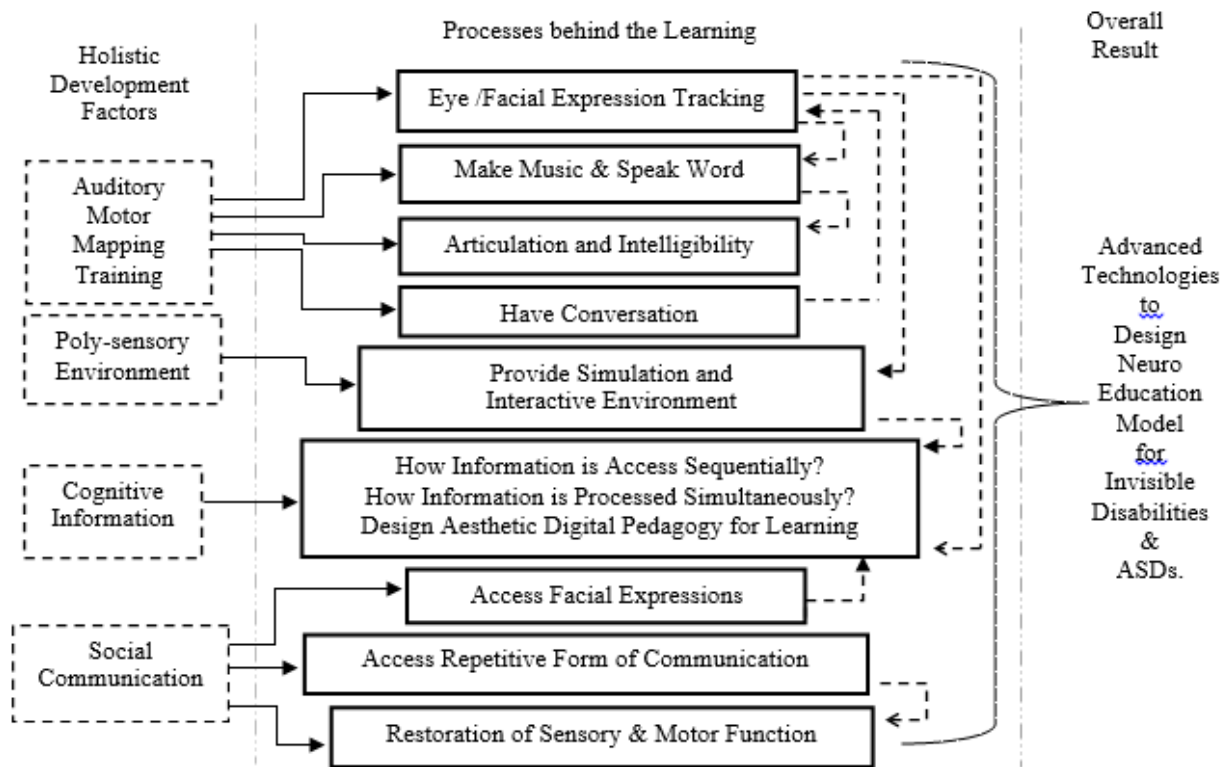 Holistic
Development
Factors
Auditory
Motor
Mapping
Training
Poly-sensory
Environment
Cognitive
Information
Social
Communication
Processes behind the Learning
Eye /Facial Expression Tracking
Make Music & Speak Word
Articulation and Intelligibility
Have Conversation
Provide Simulation and
Interactive Environment
How Information is Access Sequentially?
How Information is Processed Simultaneously?
Design Aesthetic Digital Pedagogy for Learning
Access Facial Expressions
Access Repetitive Form of Communication
Restoration of Sensory & Motor Function
Overall
Result
Advanced
Technologies
to
Design
Neuro
Education
Model
for
Invisible
Disabilities
&
ASDs.